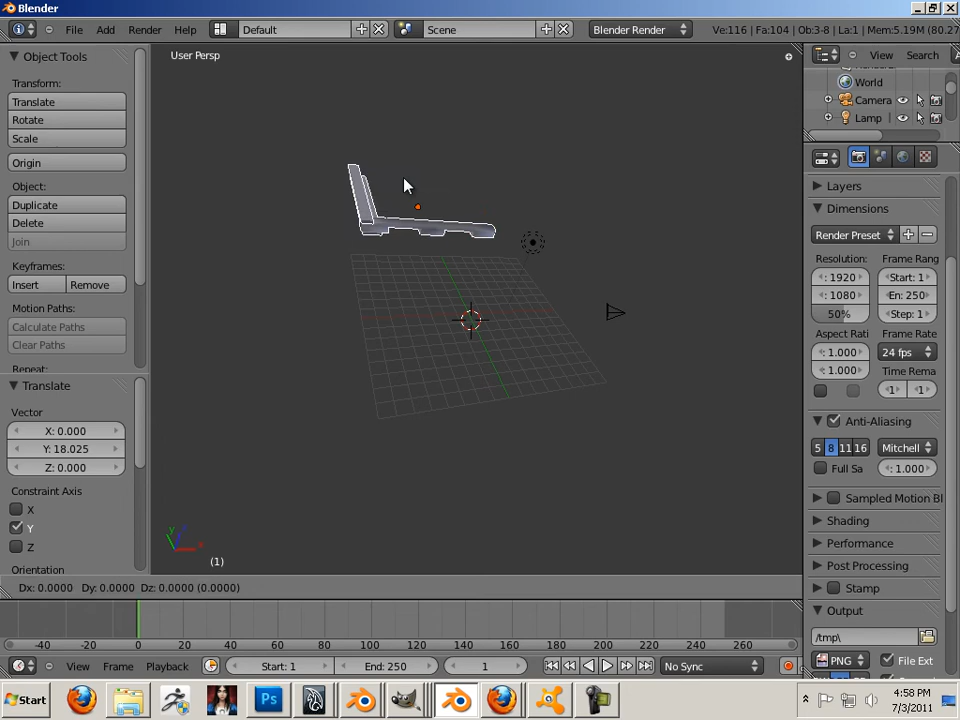 Blender
File Add Render Help Default Scene Blender Render Ve:116 | Fa:104 | Ob:3-8 | La:1 | Mem:5.19M (80.27
Object Tools
Transform:
Translate
Rotate
Scale
Origin
Object:
Duplicate
Delete
Join
Keyframes:
Insert Remove
Motion Paths:
Calculate Paths
Clear Paths
Repeat:
Translate
Vector
X: 0.000
Y: 18.025
Z: 0.000
Constraint Axis
X
Y
Z
Orientation
User Persp
(1)
Dx: 0.0000 Dy: 0.0000 Dz: 0.0000 (0.0000)
View Search
World
Camera
Lamp
Layers
Dimensions
Render Preset
Resolution: Frame Rang
1920 Start: 1
1080 En: 250
50% Step: 1
Aspect Rati Frame Rate
1.000 24 fps
1.000 Time Rema
1 1
Anti-Aliasing
5 8 11 16 Mitchell
Full Sa 1.000
Sampled Motion Bl
Shading
Performance
Post Processing
Stamp
Output
/tmp\
PNG File Ext
-40 -20 0 20 40 60 80 100 120 140 160 180 200 220 240 260
View Frame Playback Start: 1 End: 250 1 No Sync
Start Ps 4:58 PM
7/3/2011